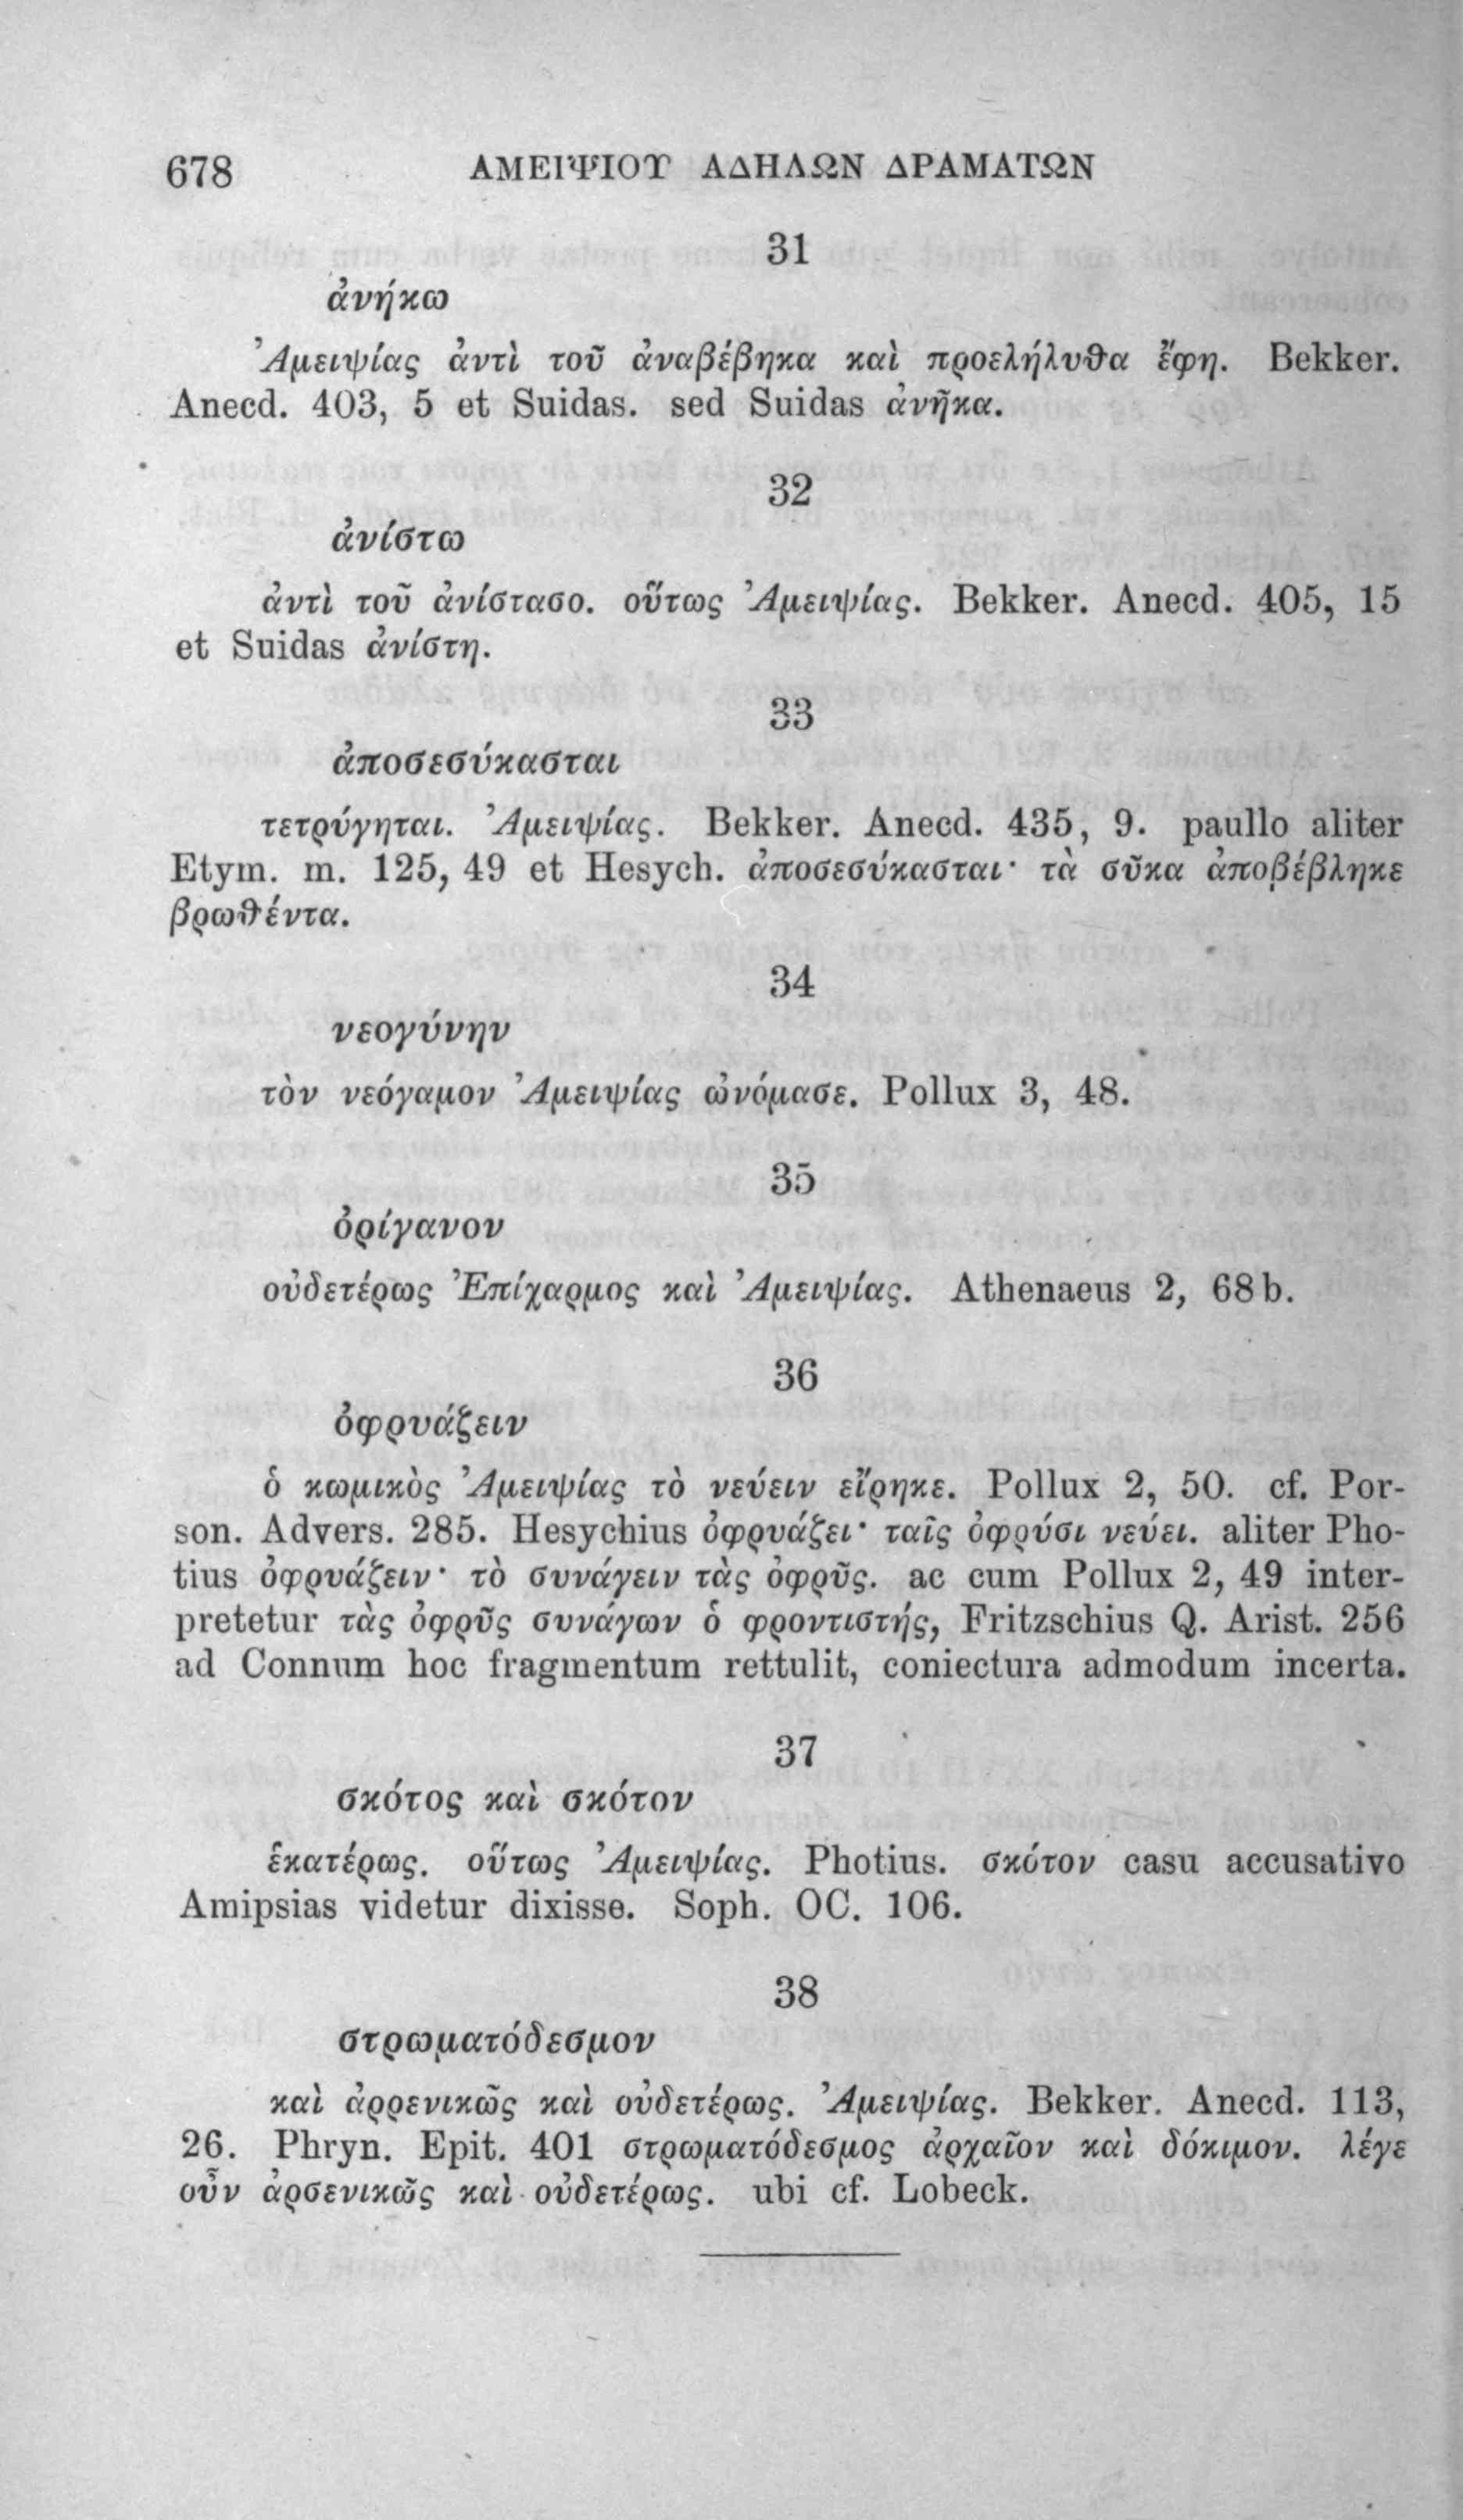 678 ΑΜΕΙΨΙΟΥ ΑΔΗΛΩΝ ΔΡΑΜΑΤΩΝ
31
ἀνήκω
Ἀμειψίας ἀντὶ τοῦ ἀναβέβηκα καὶ προελήλυθα ἔφη. Bekker.
Anecd. 403, 5 et Suidas. sed Suidas ἀνῆκα.
32
ἀνίστω
ἀντὶ τοῦ ἀνίστασο. οὕτως Ἀμειψίας. Bekker. Anecd. 405, 15
et Suidas ἀνίστη.
33
ἀποσεσύκασται
τετρύγηται. Ἀμειψίας. Bekker. Anecd. 435, 9. paullo aliter
Etym. m. 125, 49 et Hesych. ἀποσεσύκασται· τὰ σῦκα ἀποβέβληκε
βρωθέντα.
34
νεογύνην
τὸν νεόγαμον Ἀμειψίας ὠνόμασε. Pollux 3, 48.
35
ὀρίγανον
οὐδετέρως Ἐπίχαρμος καὶ Ἀμειψίας. Athenaeus 2, 68 b.
36
ὀφρυάζειν
ὁ κωμικὸς Ἀμειψίας τὸ νεύειν εἴρηκε. Pollux 2, 50. cf. Por-
son. Advers. 285. Hesychius ὀφρυάζει· ταῖς ὀφρύσι νεύει. aliter Pho-
tius ὀφρυάζειν· τὸ συνάγειν τὰς ὀφρῦς. ac cum Pollux 2, 49 inter-
pretetur τὰς ὀφρῦς συνάγων ὁ φροντιστής, Fritzschius Q. Arist. 256
ad Connum hoc fragmentum rettulit, coniectura admodum incerta.
37
σκότος καὶ σκότον
ἑκατέρως. οὕτως Ἀμειψίας. Photius. σκότον casu accusativo
Amipsias videtur dixisse. Soph. OC. 106.
38
στρωματόδεσμον
καὶ ἀρρενικῶς καὶ οὐδετέρως. Ἀμειψίας. Bekker. Anecd. 113,
26. Phryn. Epit. 401 στρωματόδεσμος ἀρχαῖον καὶ δόκιμον. λέγε
οὖν ἀρσενικῶς καὶ οὐδετέρως. ubi cf. Lobeck.